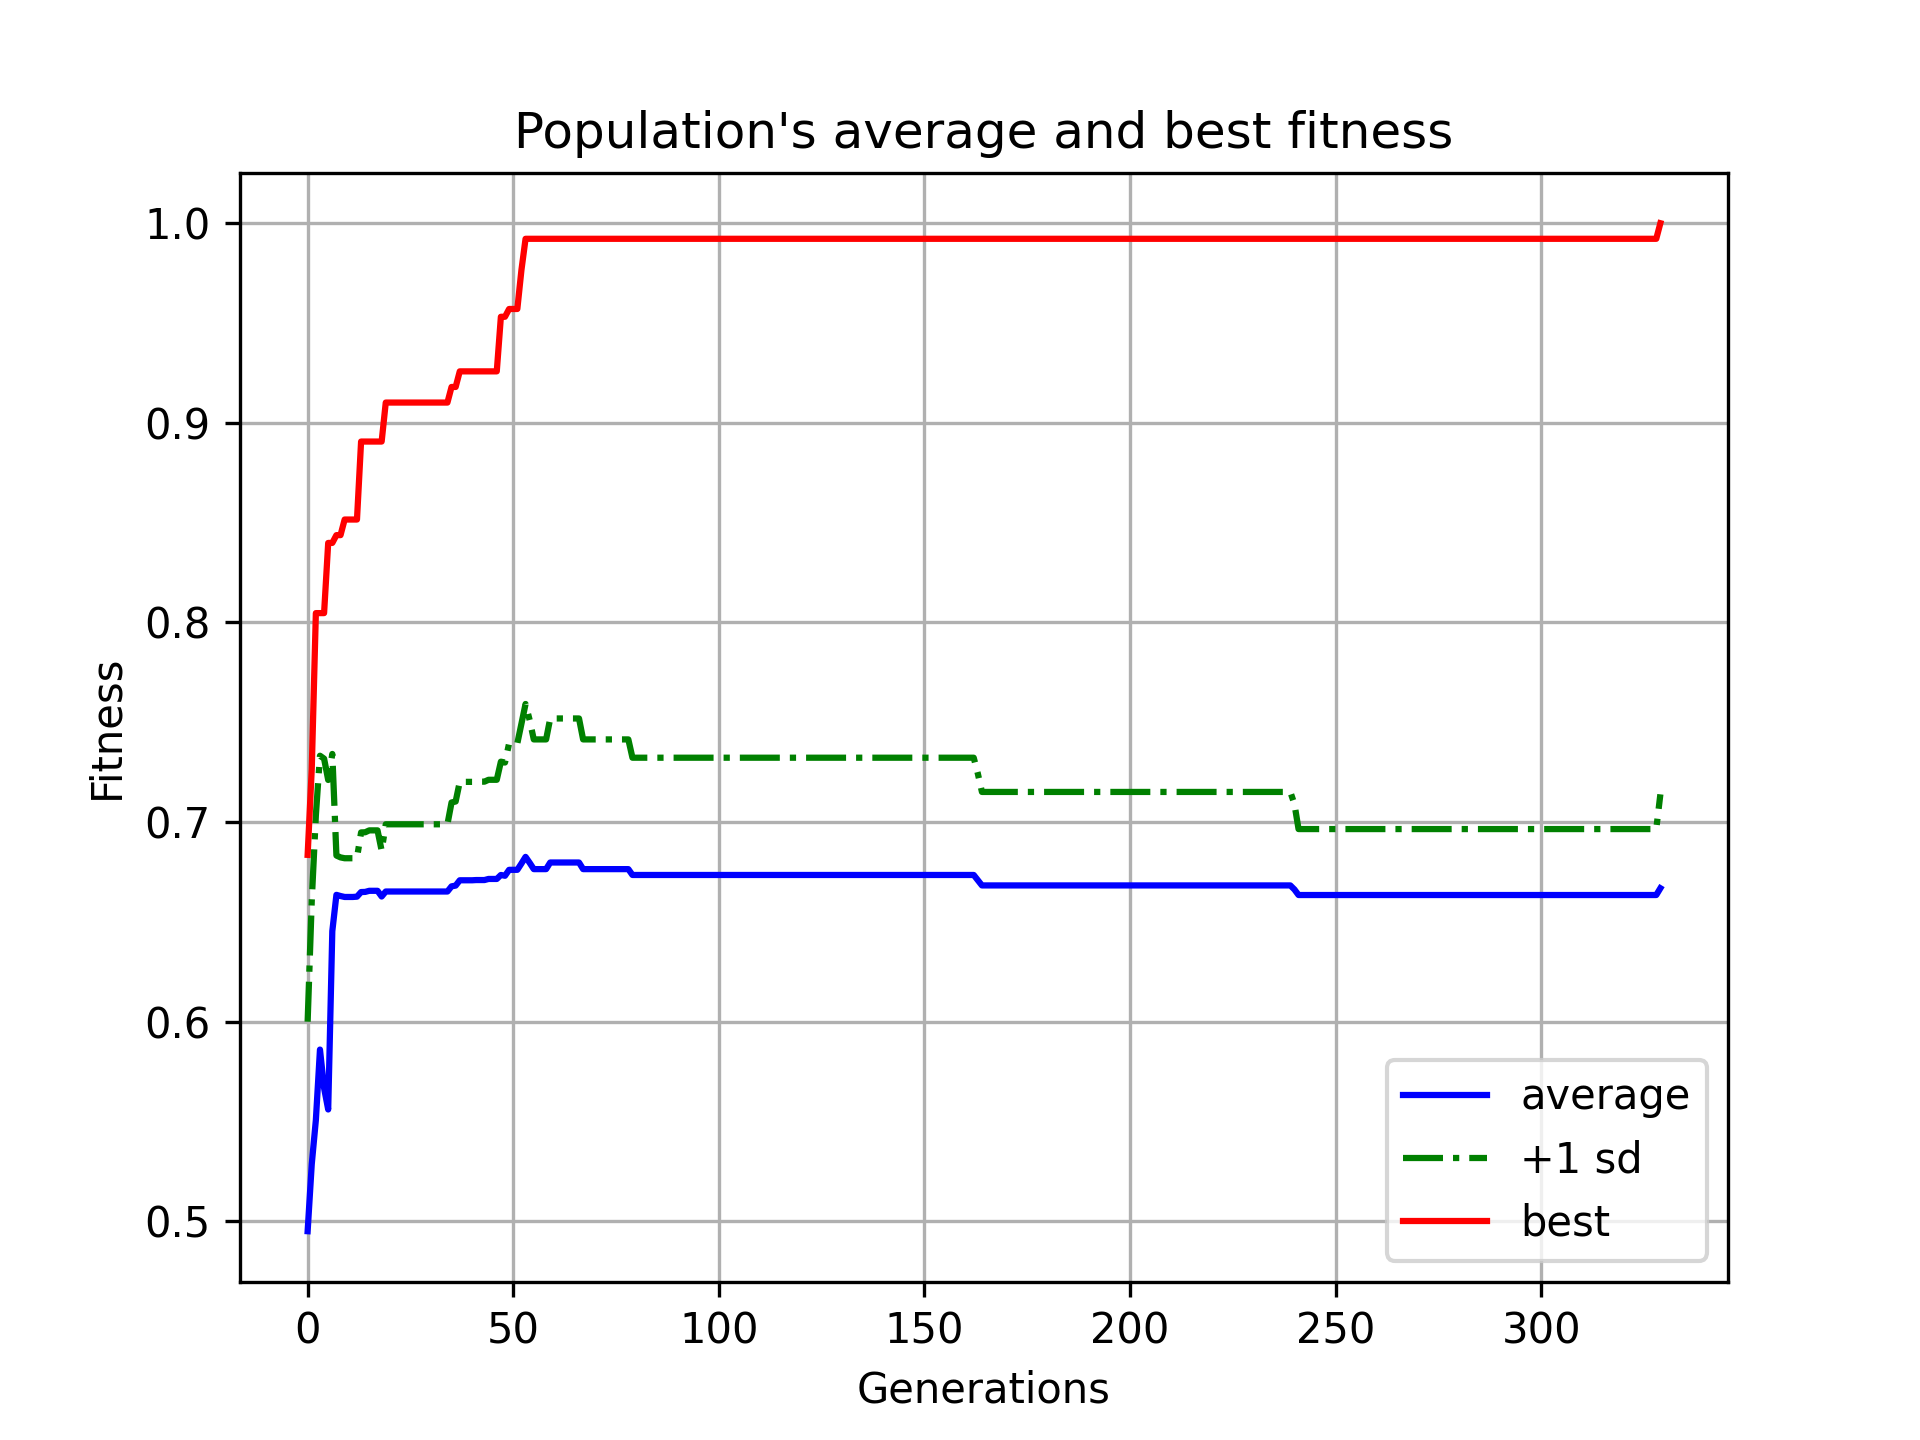 Population's average and best fitness
1.0
0.9
0.8
0.7
0.6
0.5
Fitness
0 50 100 150 200 250 300
Generations
average
+1 sd
best